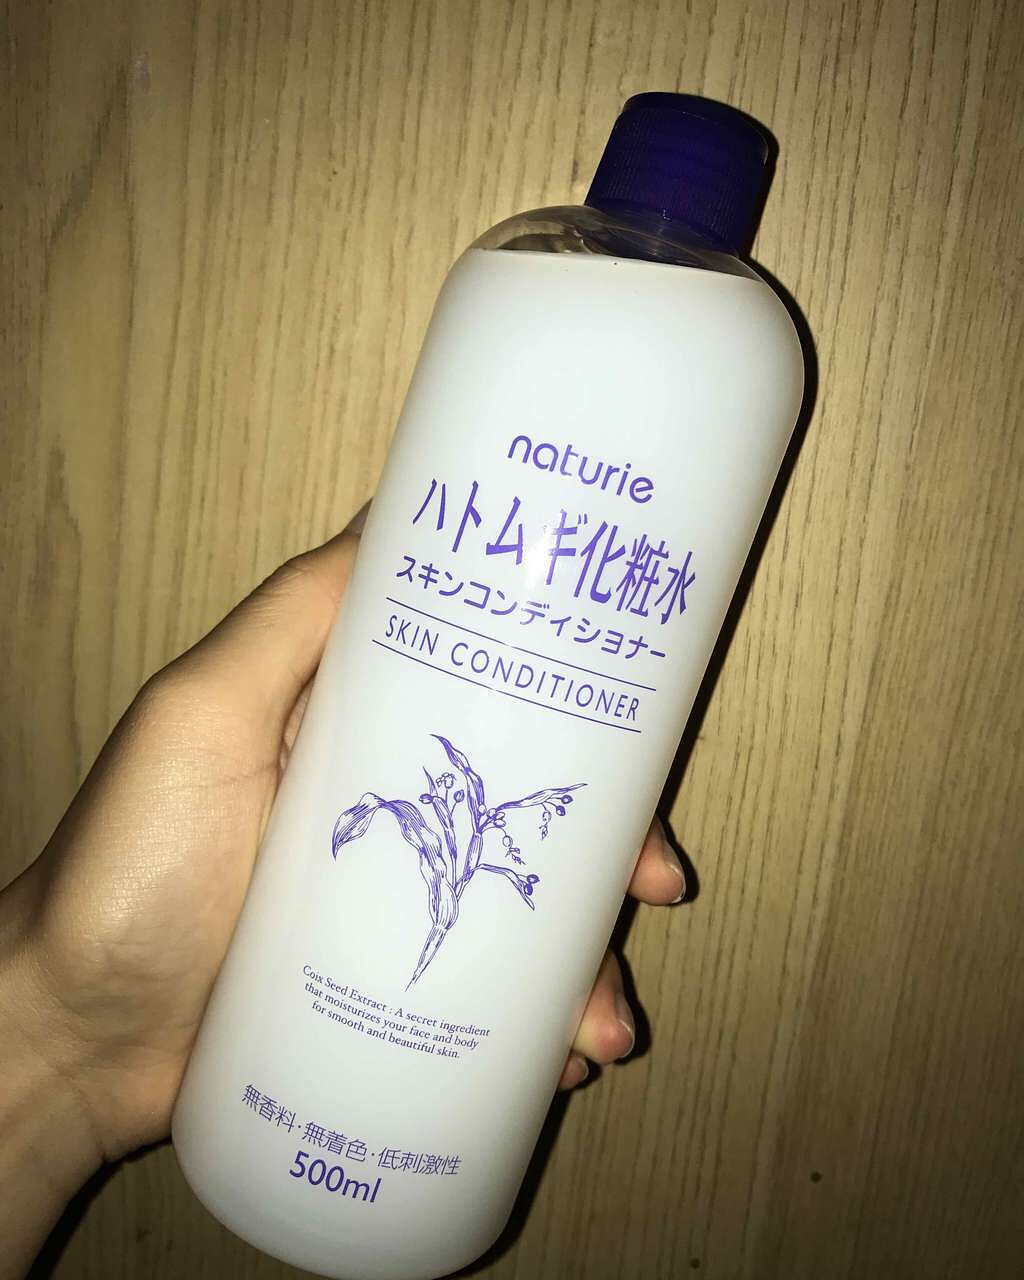 naturie
ハトムギ化粧水
スキンコンディショナー
SKIN CONDITIONER
Coix Seed Extract : A secret ingredient
that moisturizes your face and body
for smooth and beautiful skin.
無香料・無着色・低刺激性
500ml